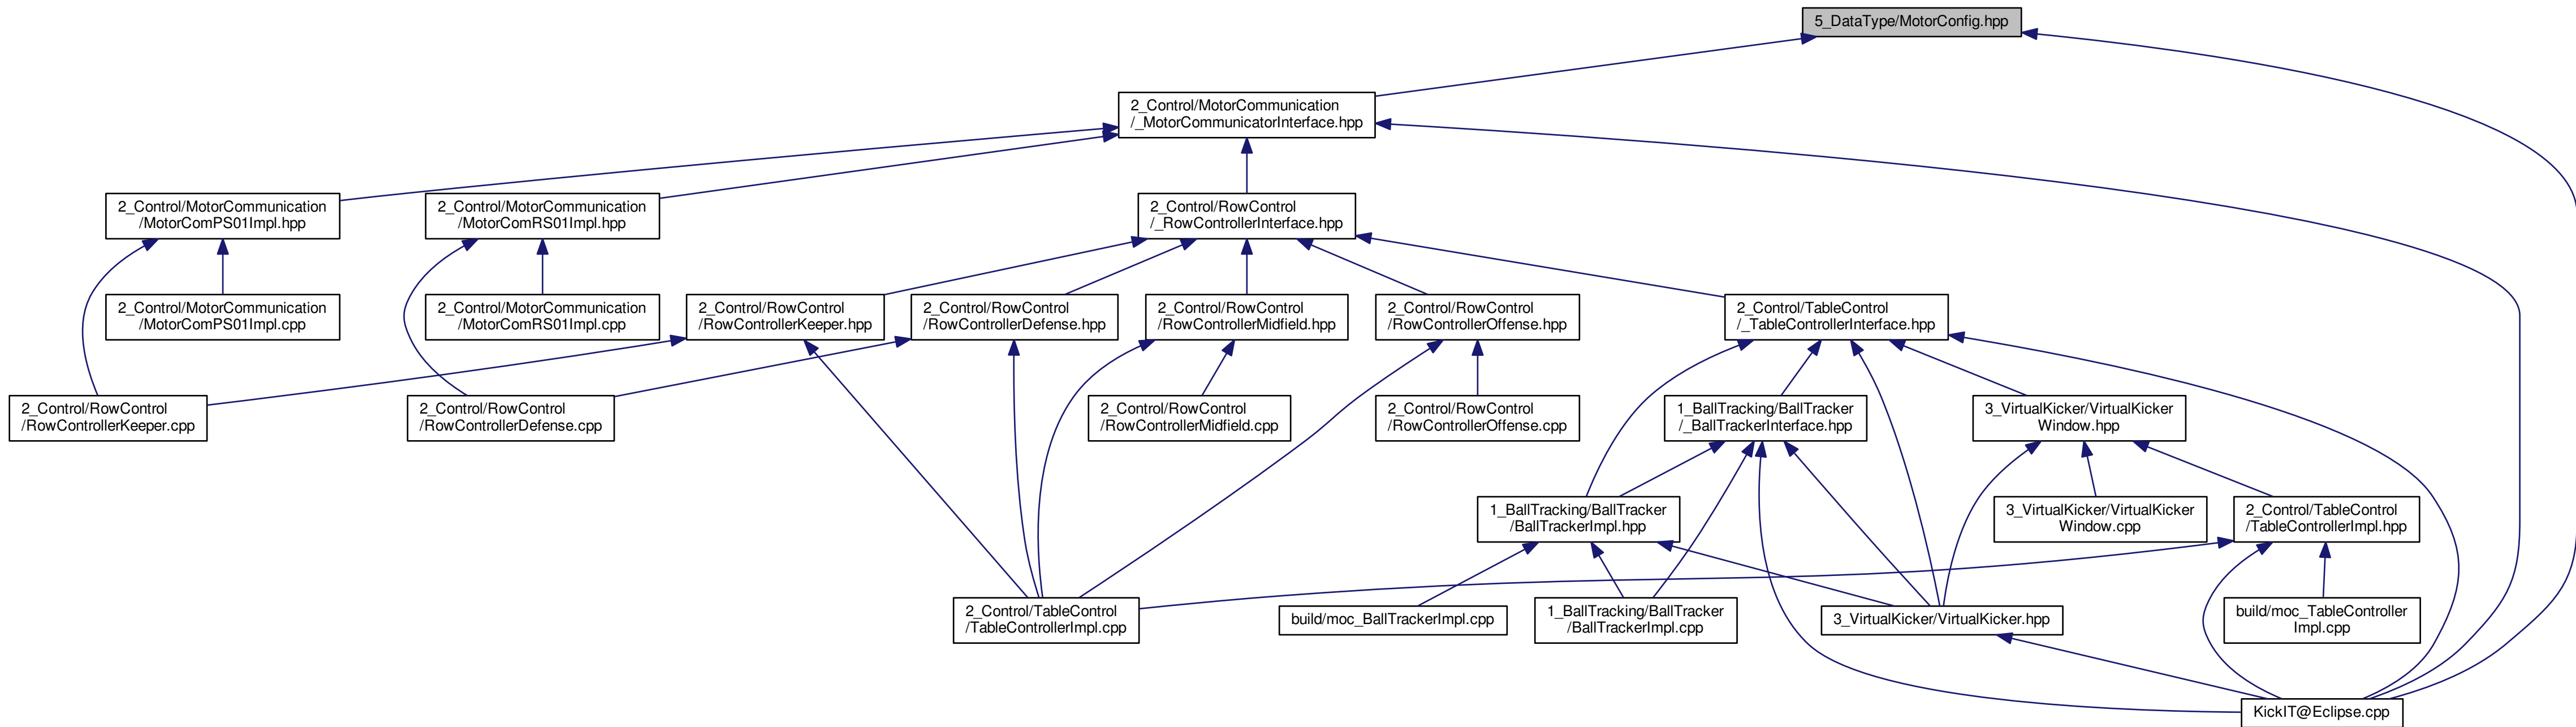 5_DataType/MotorConfig.hpp
2_Control/MotorCommunication
/_MotorCommunicatorInterface.hpp
2_Control/MotorCommunication
/MotorComPS01Impl.hpp
2_Control/MotorCommunication
/MotorComRS01Impl.hpp
2_Control/RowControl
/_RowControllerInterface.hpp
2_Control/MotorCommunication
/MotorComPS01Impl.cpp
2_Control/MotorCommunication
/MotorComRS01Impl.cpp
2_Control/RowControl
/RowControllerKeeper.hpp
2_Control/RowControl
/RowControllerDefense.hpp
2_Control/RowControl
/RowControllerMidfield.hpp
2_Control/RowControl
/RowControllerOffense.hpp
2_Control/TableControl
/_TableControllerInterface.hpp
2_Control/RowControl
/RowControllerKeeper.cpp
2_Control/RowControl
/RowControllerDefense.cpp
2_Control/RowControl
/RowControllerMidfield.cpp
2_Control/RowControl
/RowControllerOffense.cpp
1_BallTracking/BallTracker
/_BallTrackerInterface.hpp
3_VirtualKicker/VirtualKicker
Window.hpp
1_BallTracking/BallTracker
/BallTrackerImpl.hpp
3_VirtualKicker/VirtualKicker
Window.cpp
2_Control/TableControl
/TableControllerImpl.hpp
2_Control/TableControl
/TableControllerImpl.cpp
build/moc_BallTrackerImpl.cpp
1_BallTracking/BallTracker
/BallTrackerImpl.cpp
3_VirtualKicker/VirtualKicker.hpp
build/moc_TableController
Impl.cpp
KickIT@Eclipse.cpp